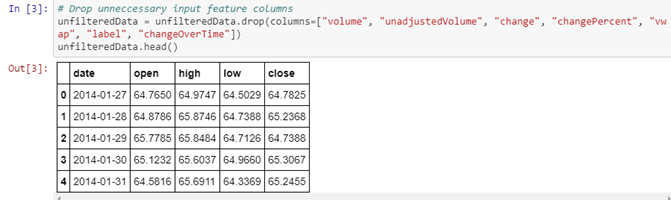 In [3]: # Drop unneccessary input feature columns
unfilteredData = unfilteredData.drop(columns=["volume", "unadjustedVolume", "change", "changePercent", "vw
ap", "label", "changeOverTime"])
unfilteredData.head()
Out[3]:
date open high low close
0 2014-01-27 64.7650 64.9747 64.5029 64.7825
1 2014-01-28 64.8786 65.8746 64.7388 65.2368
2 2014-01-29 65.7785 65.8484 64.7126 64.7388
3 2014-01-30 65.1232 65.6037 64.9660 65.3067
4 2014-01-31 64.5816 65.6911 64.3369 65.2455